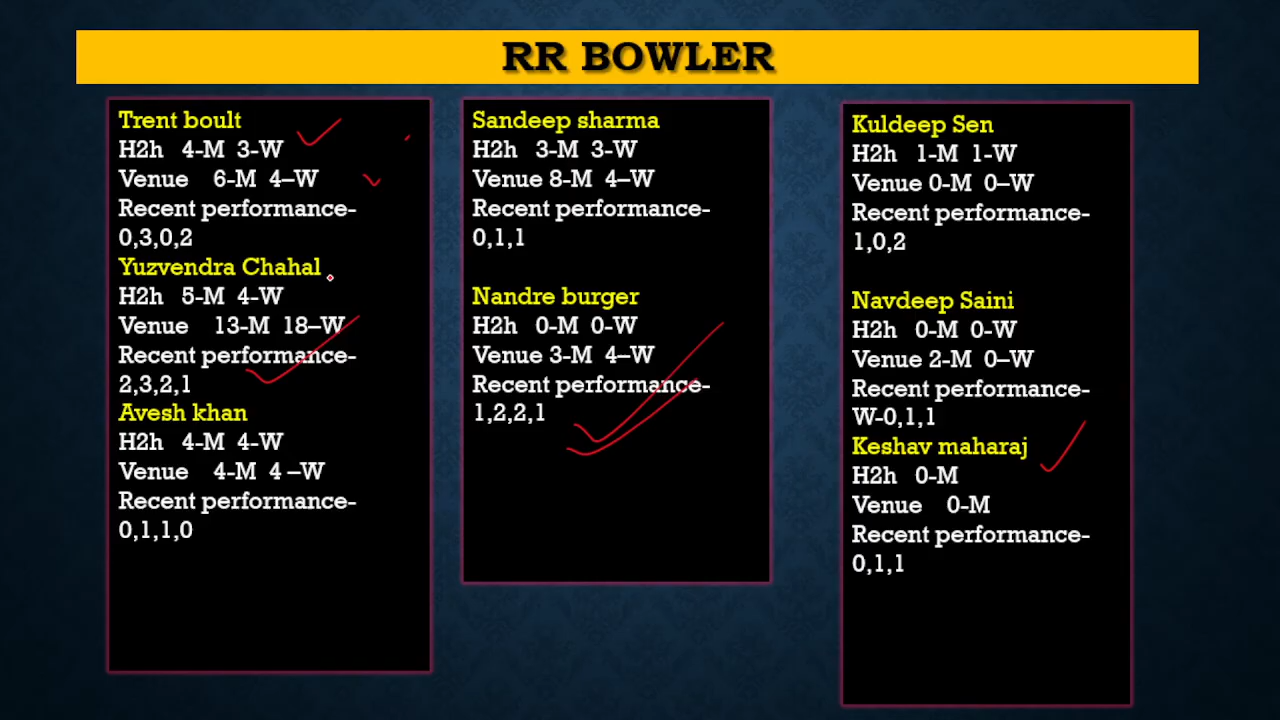 RR BOWLER
Trent boult
H2h 4-M 3-W
Venue 6-M 4–W
Recent performance-
0,3,0,2
Yuzvendra Chahal
H2h 5-M 4-W
Venue 13-M 18–W
Recent performance-
2,3,2,1
Avesh khan
H2h 4-M 4-W
Venue 4-M 4 –W
Recent performance-
0,1,1,0
Sandeep sharma
H2h 3-M 3-W
Venue 8-M 4–W
Recent performance-
0,1,1
Nandre burger
H2h 0-M 0-W
Venue 3-M 4–W
Recent performance-
1,2,2,1
Kuldeep Sen
H2h 1-M 1-W
Venue 0-M 0–W
Recent performance-
1,0,2
Navdeep Saini
H2h 0-M 0-W
Venue 2-M 0–W
Recent performance-
W-0,1,1
Keshav maharaj
H2h 0-M
Venue 0-M
Recent performance-
0,1,1